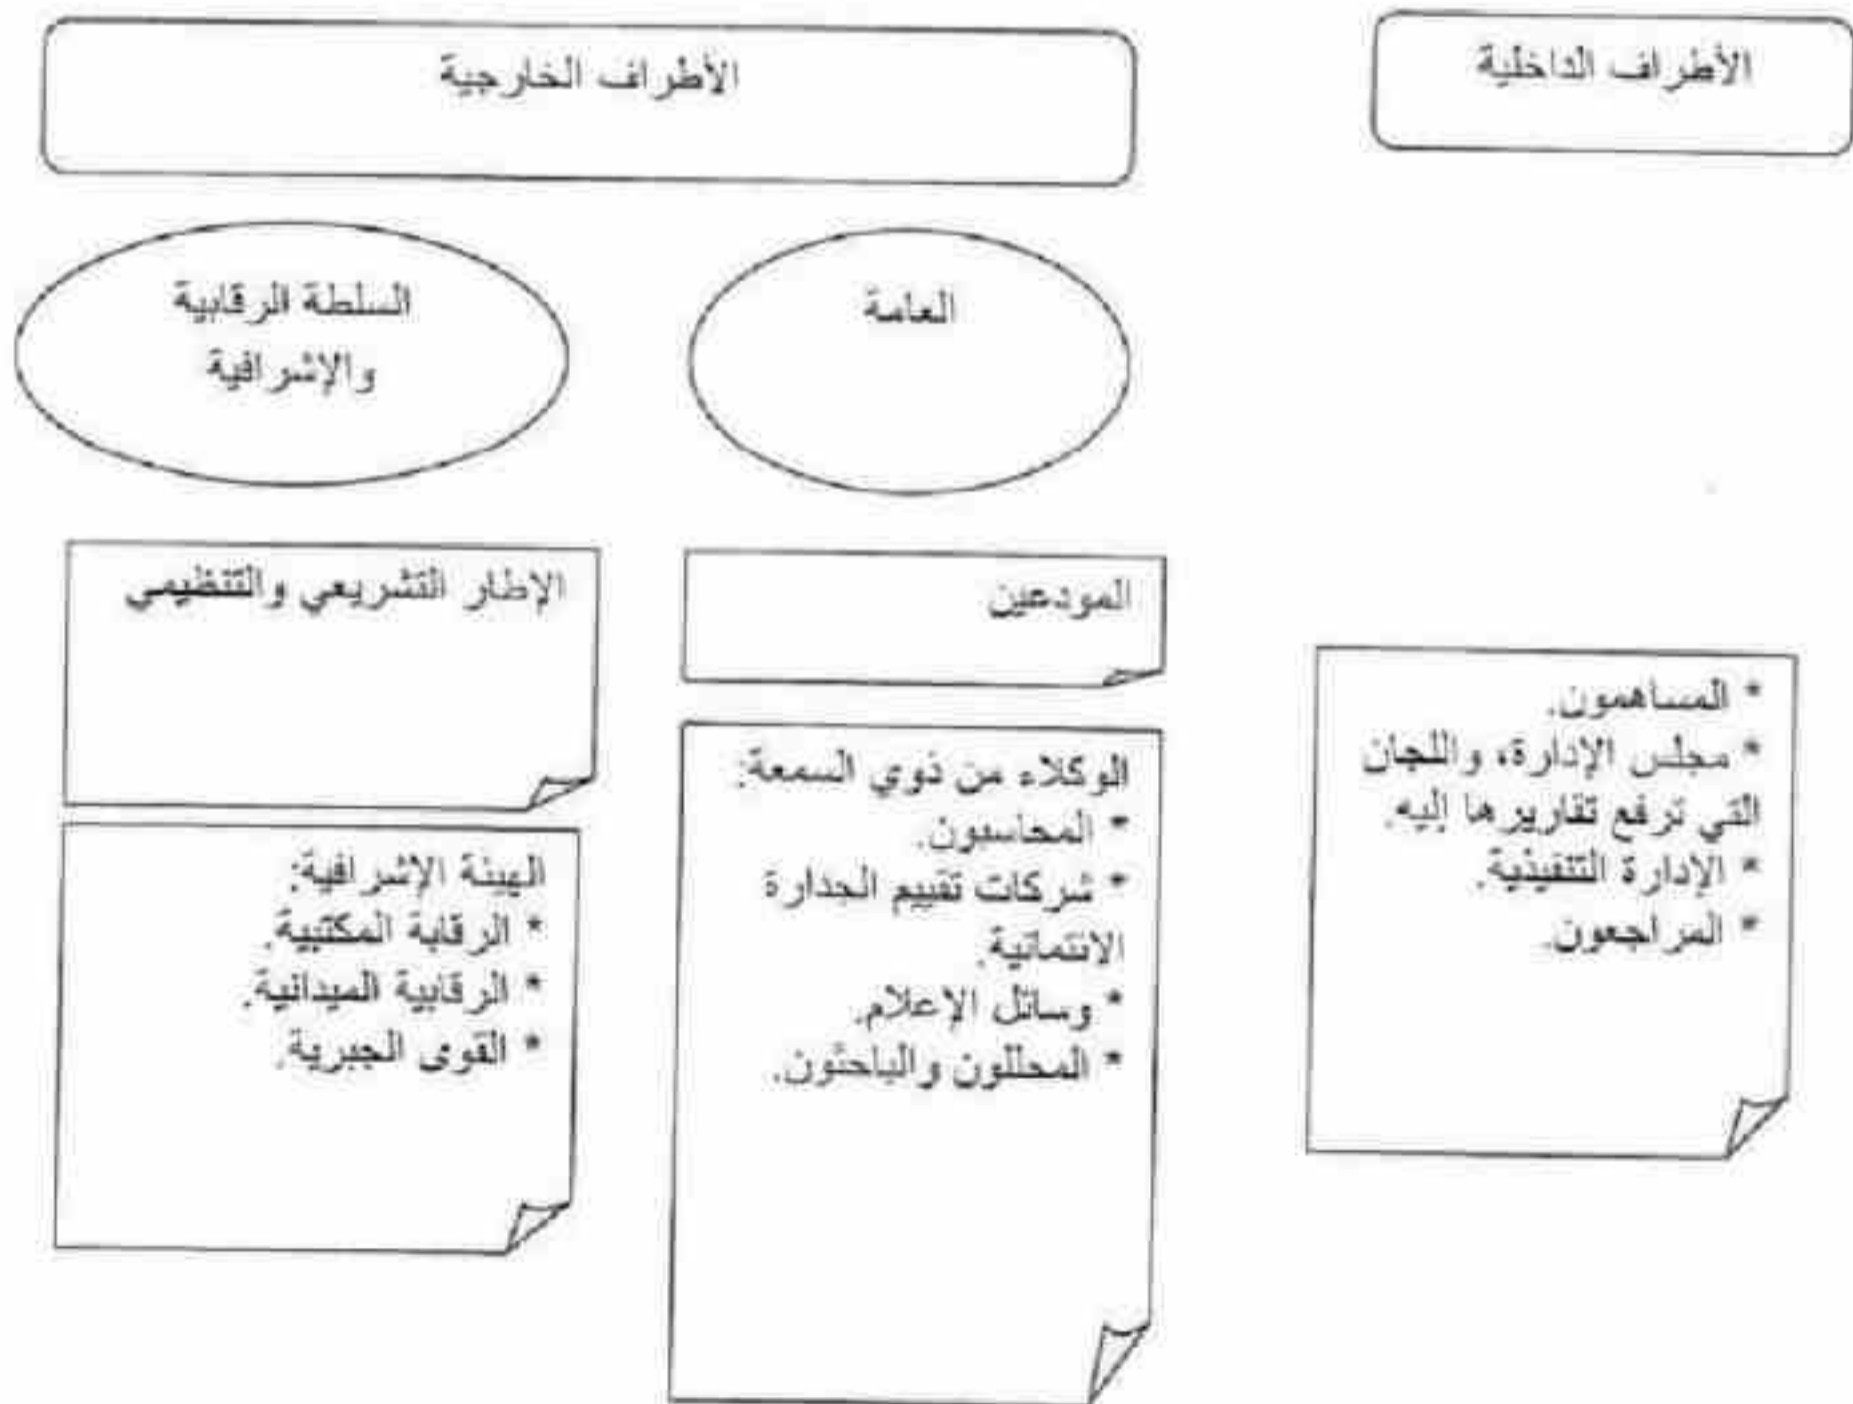 الأطراف الداخلية
الأطراف الخارجية
العامة
السلطة الرقابية
والإشرافية
* المساهمون.
* مجلس الإدارة، واللجان
التي ترفع تقاريرها إليه.
* الإدارة التنفيذية.
* المراجعون.
المودعين
الوكلاء من ذوي السمعة:
* المحاسبون.
* شركات تقييم الجدارة
الائتمانية.
* وسائل الإعلام.
* المحللون والباحثون.
الإطار التشريعي والتنظيمي
الهيئة الإشرافية:
* الرقابة المكتبية.
* الرقابية الميدانية.
* القوى الجبرية.